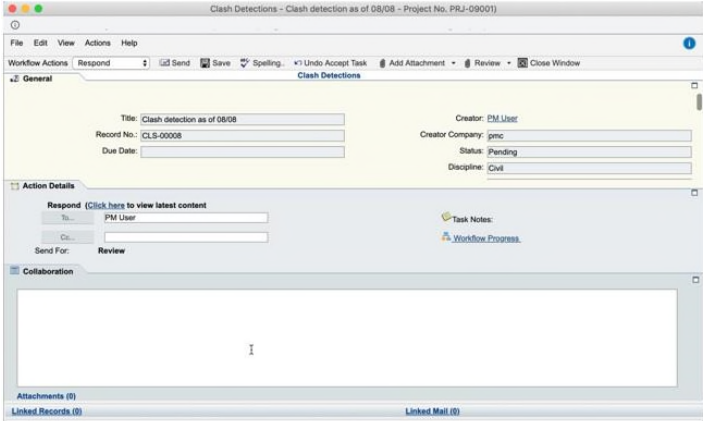 Clash Detections - Clash detection as of 08/08 - Project No. PRJ-09001)
File Edit View Actions Help
Workflow Actions Respond Send Save Spelling.. Undo Accept Task Add Attachment Review Close Window
General
Clash Detections
Title: Clash detection as of 08/08
Creator: PM User
Record No.: CLS-00008
Creator Company: pmc
Due Date:
Status: Pending
Discipline: Civil
Action Details
Respond (Click here to view latest content
To... PM User
Task Notes:
Cc...
Workflow Progress
Send For: Review
Collaboration
Attachments (0)
Linked Records (0) Linked Mail (0)